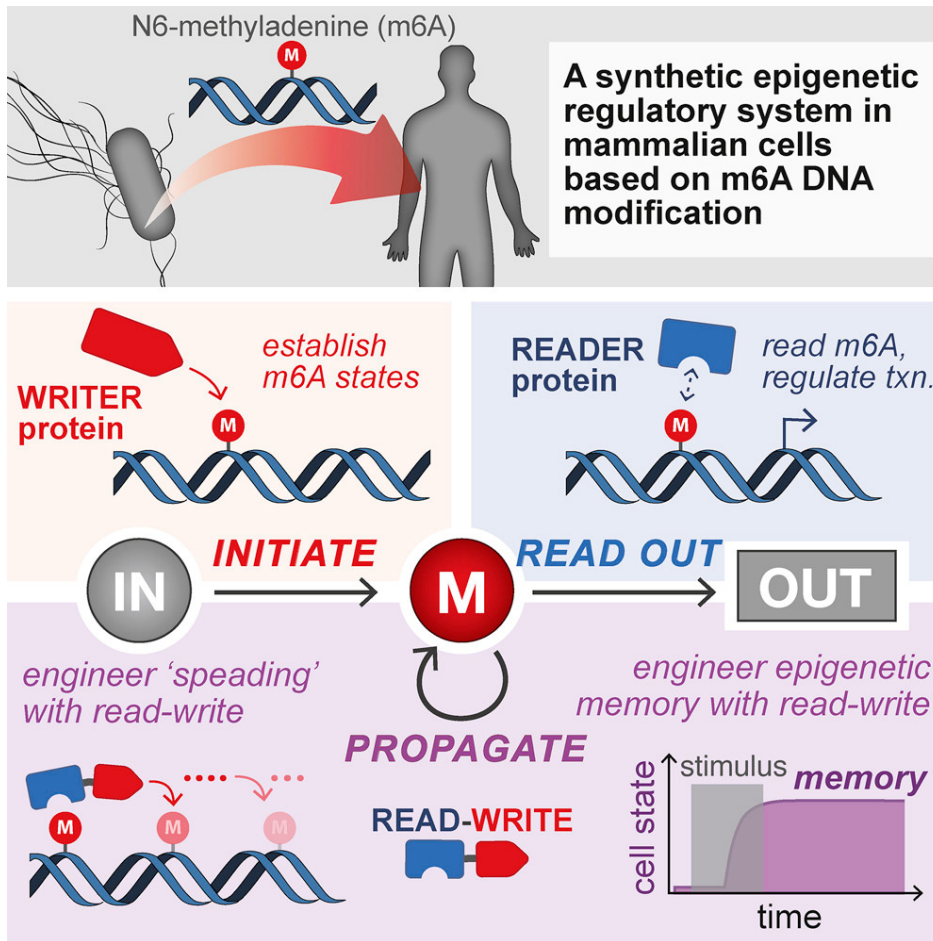 N6-methyladenine (m6A)
M
A synthetic epigenetic
regulatory system in
mammalian cells
based on m6A DNA
modification
WRITER
protein
establish
m6A states
M
READER
protein
read m6A,
regulate txn.
M
IN
INITIATE
M
READ OUT
OUT
engineer ‘speading’
with read-write
PROPAGATE
engineer epigenetic
memory with read-write
M
M
M
READ-WRITE
cell state
stimulus
memory
time